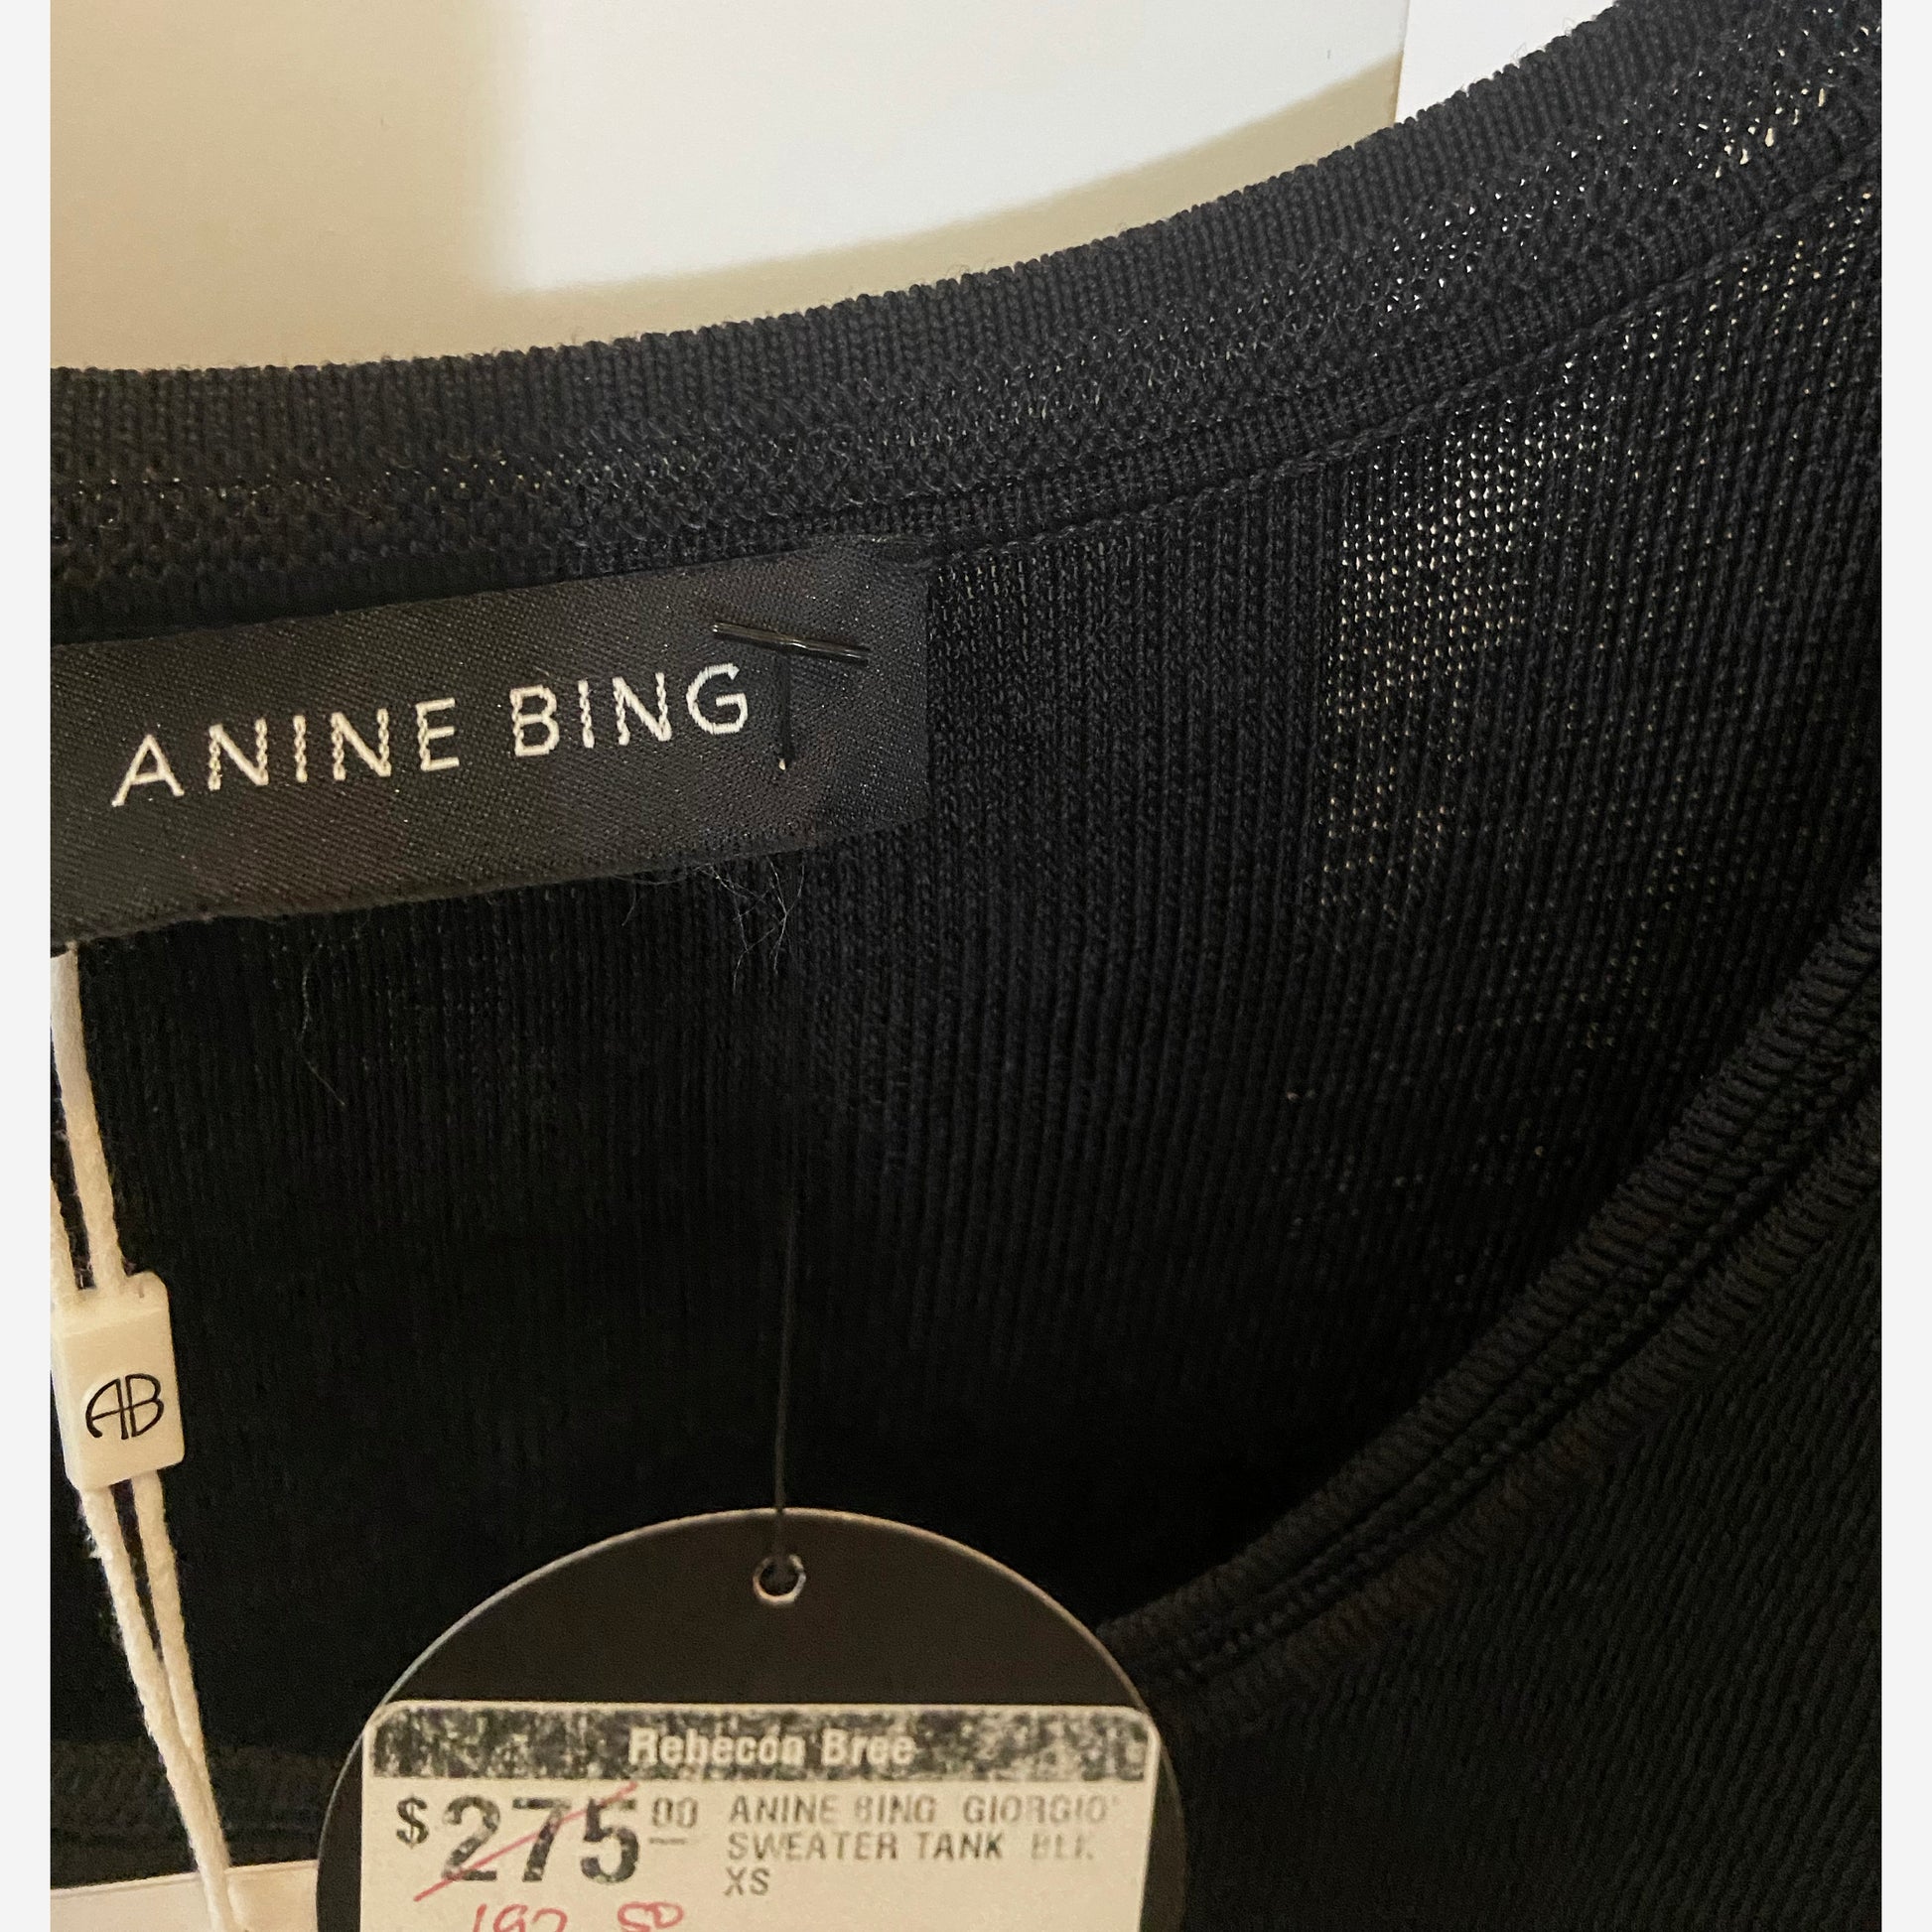 ANINE BING
AB
Rebecca Bree
$275.00 ANINE BING GIORGIO
SWEATER TANK BLK
XS